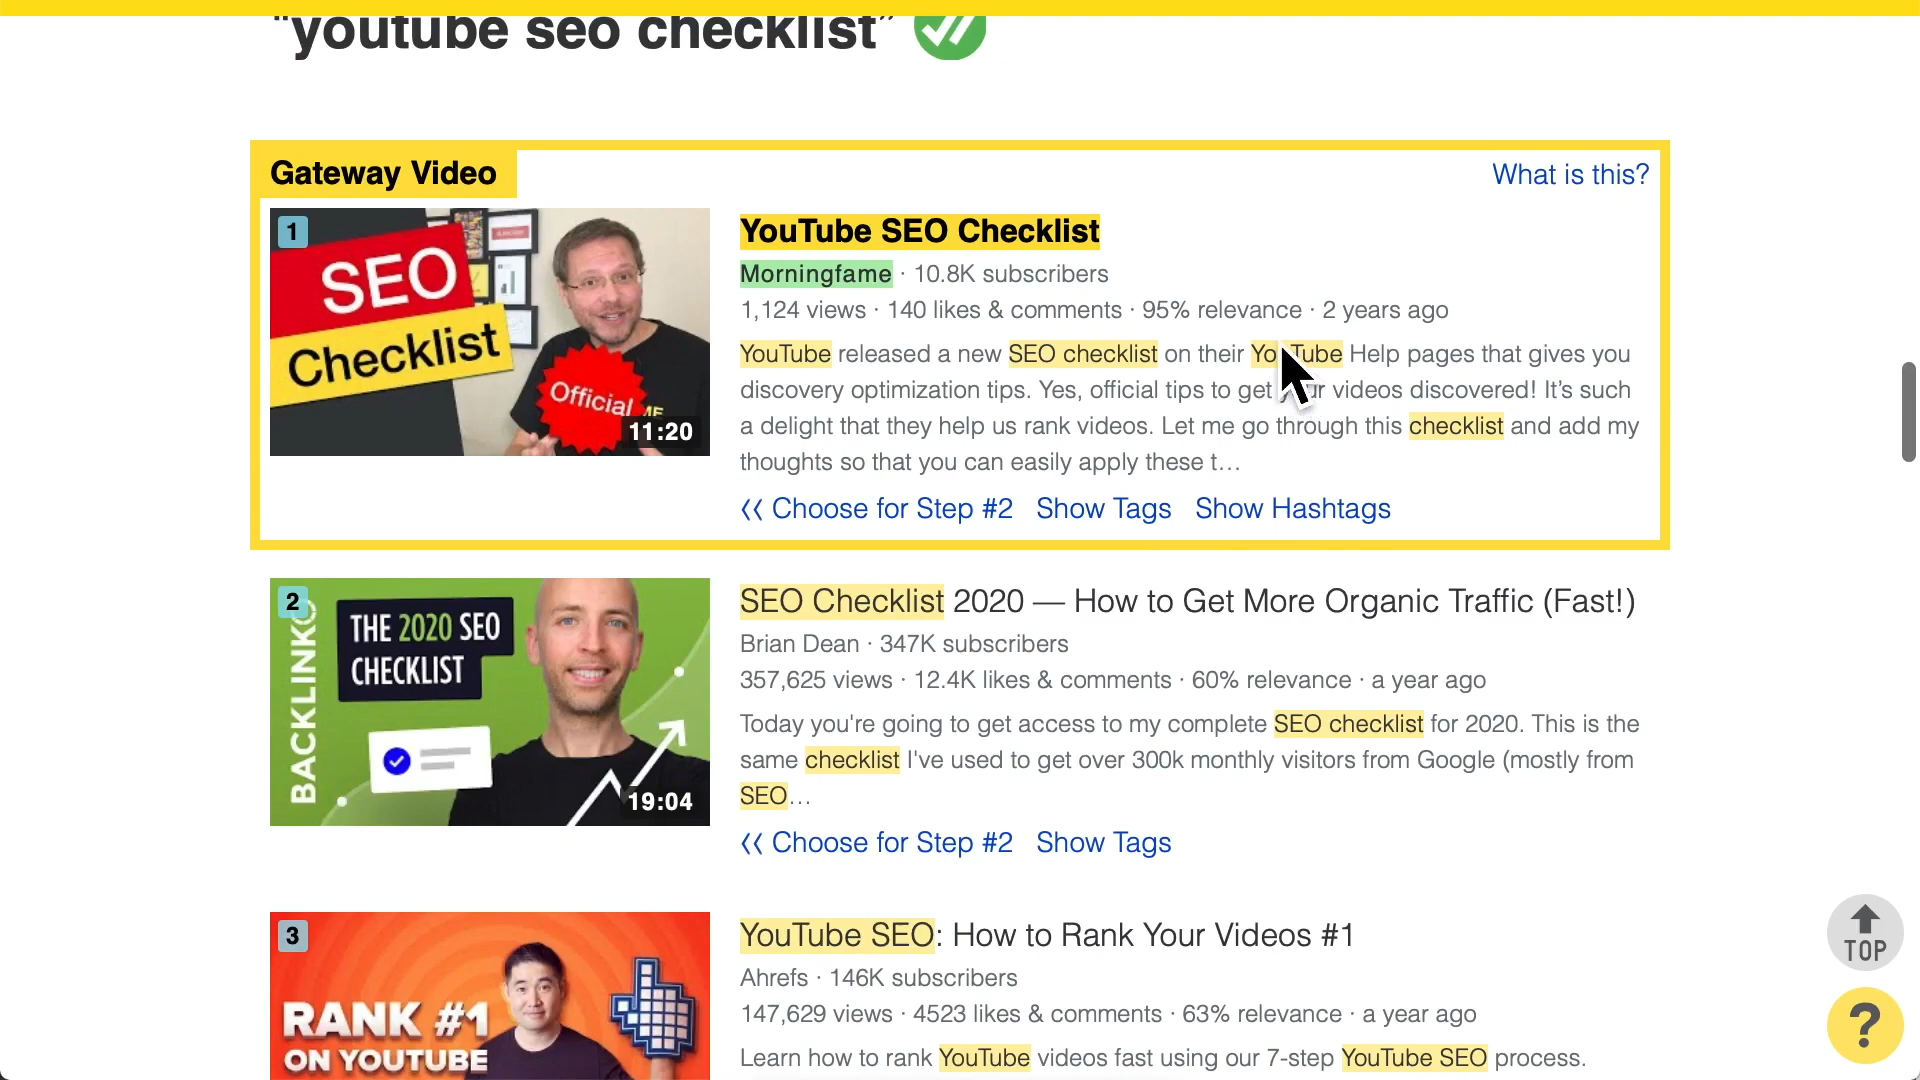 "youtube seo checklist"
Gateway Video
What is this?
1
SEO
Checklist
Official
ME
11:20
YouTube SEO Checklist
Morningfame · 10.8K subscribers
1,124 views · 140 likes & comments · 95% relevance · 2 years ago
YouTube released a new SEO checklist on their YouTube Help pages that gives you
discovery optimization tips. Yes, official tips to get your videos discovered! It’s such
a delight that they help us rank videos. Let me go through this checklist and add my
thoughts so that you can easily apply these t…
Choose for Step #2 Show Tags Show Hashtags
2
BACKLINKO
THE 2020 SEO
CHECKLIST
19:04
SEO Checklist 2020 — How to Get More Organic Traffic (Fast!)
Brian Dean · 347K subscribers
357,625 views · 12.4K likes & comments · 60% relevance · a year ago
Today you're going to get access to my complete SEO checklist for 2020. This is the
same checklist I've used to get over 300k monthly visitors from Google (mostly from
SEO…
Choose for Step #2 Show Tags
3
RANK #1
ON YOUTUBE
YouTube SEO: How to Rank Your Videos #1
Ahrefs · 146K subscribers
147,629 views · 4523 likes & comments · 63% relevance · a year ago
Learn how to rank YouTube videos fast using our 7-step YouTube SEO process.
TOP
?